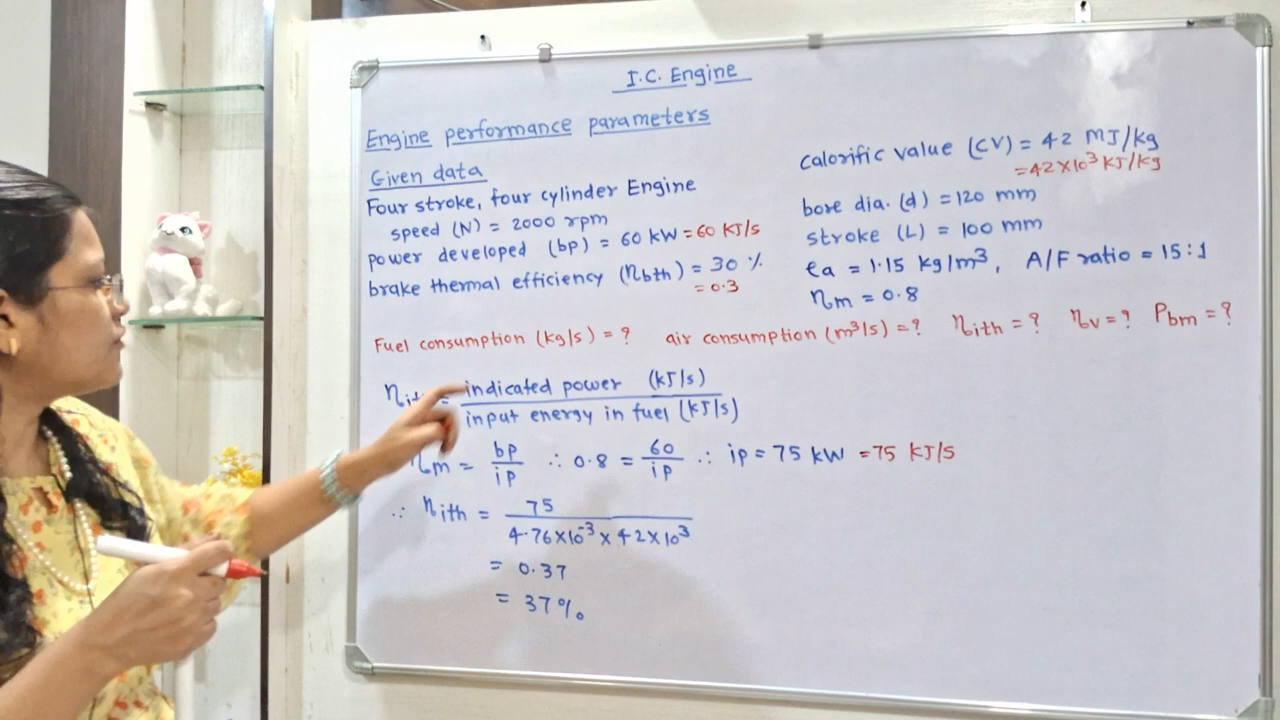 I.C. Engine
Engine performance parameters
Given data
Four stroke, four cylinder Engine
speed (N) = 2000 rpm
power developed (bp) = 60 kW = 60 KJ/s
brake thermal efficiency (ηbth) = 30 %
= 0.3
Calorific value (CV) = 42 MJ/kg
= 42×10³ KJ/kg
bore dia. (d) = 120 mm
stroke (L) = 100 mm
ρa = 1.15 kg/m³, A/F ratio = 15:1
ηm = 0.8
Fuel consumption (kg/s) = ? air consumption (m³/s) = ? ηith = ? ηv = ? Pbm = ?
indicated power (kJ/s)
input energy in fuel (kJ/s)
ηm = bp/ip ∴ 0.8 = 60/ip ∴ ip = 75 kW = 75 KJ/s
∴ ηith = 75
4.76×10⁻³ × 42×10³
= 0.37
= 37%